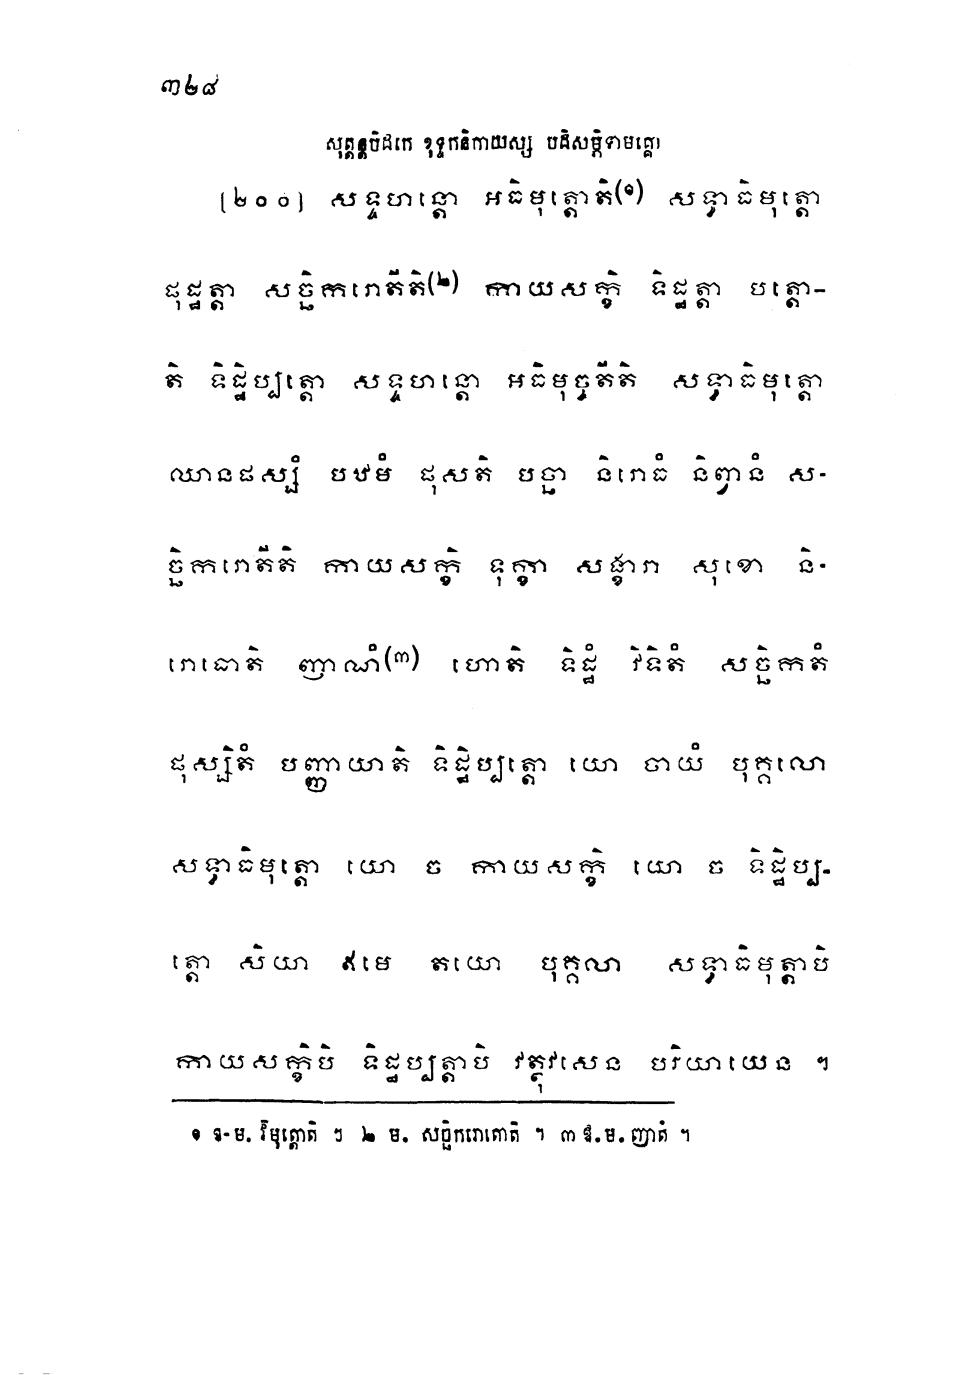 ៣២៨
សុត្តន្តបិដកេ ខុទ្ទកនិកាយស្ស បដិសម្ភិទាមគ្គោ
[២០០] សទ្ទហន្តោ អធិមុត្តោតិ(១) សទ្ធាធិមុត្តោ
ផុដ្ឋត្តា សច្ឆិករោតីតិ(២) កាយសក្ខិ ទិដ្ឋត្តា បត្តោ-
តិ ទិដ្ឋិប្បត្តោ សទ្ទហន្តោ អធិមុច្ចតីតិ សទ្ធាធិមុត្តោ
ឈានផស្សំ បឋមំ ផុសតិ បច្ឆា និរោធំ និព្វានំ ស-
ច្ឆិករោតីតិ កាយសក្ខិ ទុក្ខា សង្ខារា សុខោ និ-
រោធោតិ ញាណំ(៣) ហោតិ ទិដ្ឋំ វិទិតំ សច្ឆិកតំ
ផុស្សិតំ បញ្ញាយាតិ ទិដ្ឋិប្បត្តោ យោ ចាយំ បុគ្គលោ
សទ្ធាធិមុត្តោ យោ ច កាយសក្ខិ យោ ច ទិដ្ឋិប្ប-
ត្តោ សិយា ឥមេ តយោ បុគ្គលា សទ្ធាធិមុត្តាបិ
កាយសក្ខិបិ ទិដ្ឋប្បត្តាបិ វត្ថុវសេន បរិយាយេន ។
១ ឱ-ម. វិមុត្តោតិ ។ ២ ម. សច្ឆិករោតោតិ ។ ៣ ឱ.ម. ញាតំ ។